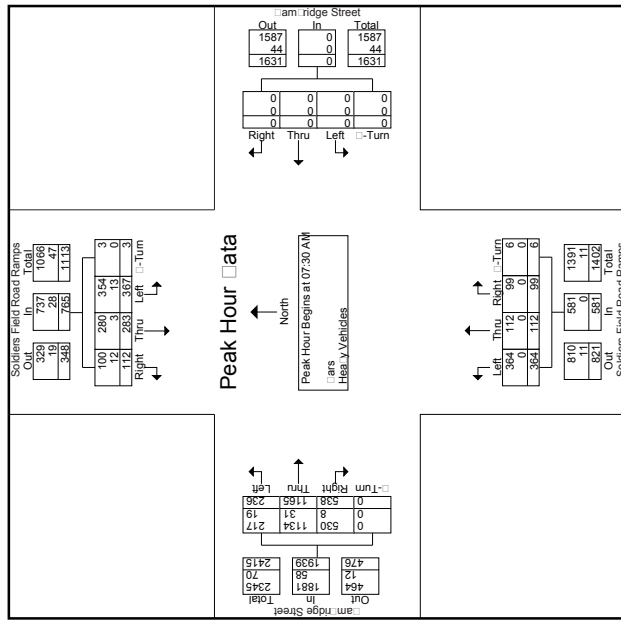 □am□ridge Street
Out In Total
1587 0 1587
44 0 44
1631 0 1631
0 0 0 0
0 0 0 0
0 0 0 0
Right Thru Left □-Turn
Soldiers Field Road Ramps
Out In Total
329 737 1066
19 28 47
348 765 1113
100 280 354 3
12 3 13 0
112 283 367 3
Right Thru Left □-Turn
Peak Hour □ata
North
Peak Hour Begins at 07:30 AM
□ars
Hea□y Vehicles
Left Thru Right □-Turn
364 112 99 6
0 0 0 0
364 112 99 6
810 581 1391
11 0 11
821 581 1402
Out In Total
Soldiers Field Road Ramps
□-Turn Right Thru Left
0 538 1165 236
0 8 31 19
0 530 1134 217
476 1939 2415
12 58 70
464 1881 2345
Out In Total
□am□ridge Street